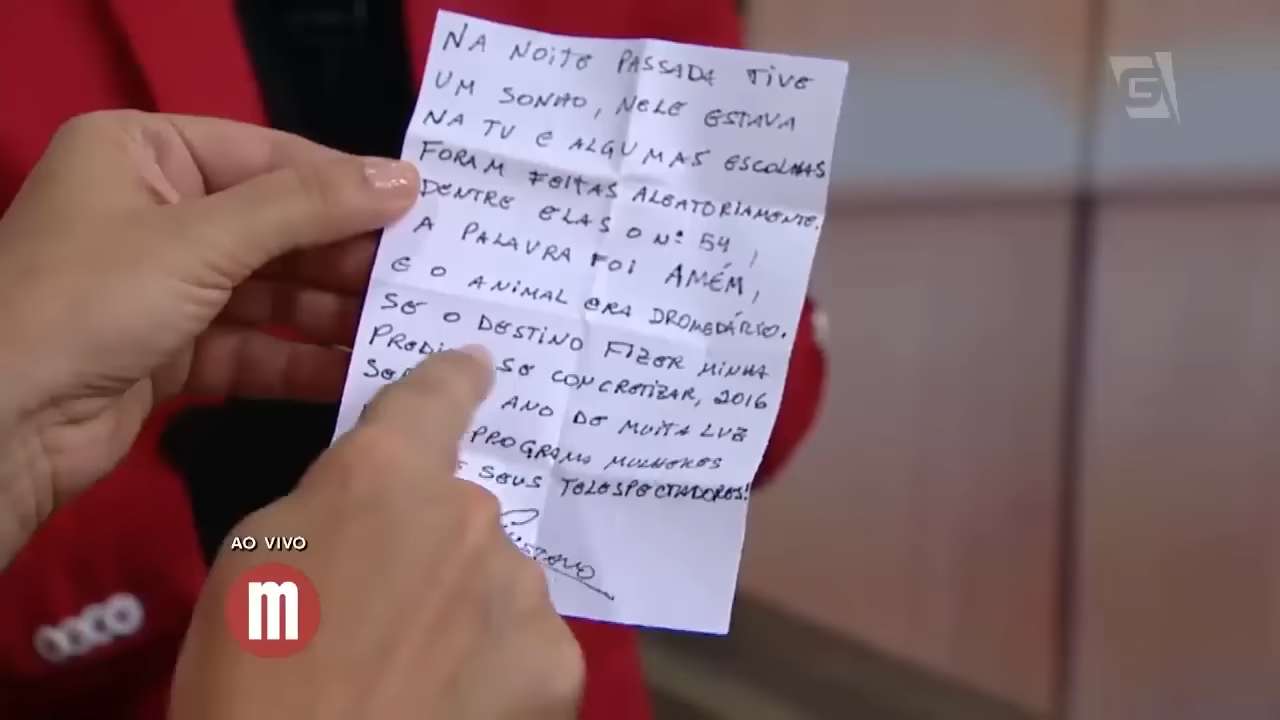 NA NOITE PASSADA TIVE
UM SONHO, NELE ESTAVA
NA TV E ALGUMAS ESCOLHAS
FORAM FEITAS ALEATORIAMENTE.
DENTRE ELAS O Nº 54,
A PALAVRA FOI AMÉM,
E O ANIMAL ERA DROMEDÁRIO.
SE O DESTINO FIZER MINHA
SE CONCRETIZAR, 2016
ANO DE MUITA LUZ
PROGRAMA MULHERES
SEUS TELESPECTADORES!
Gustavo
AO VIVO
m
G